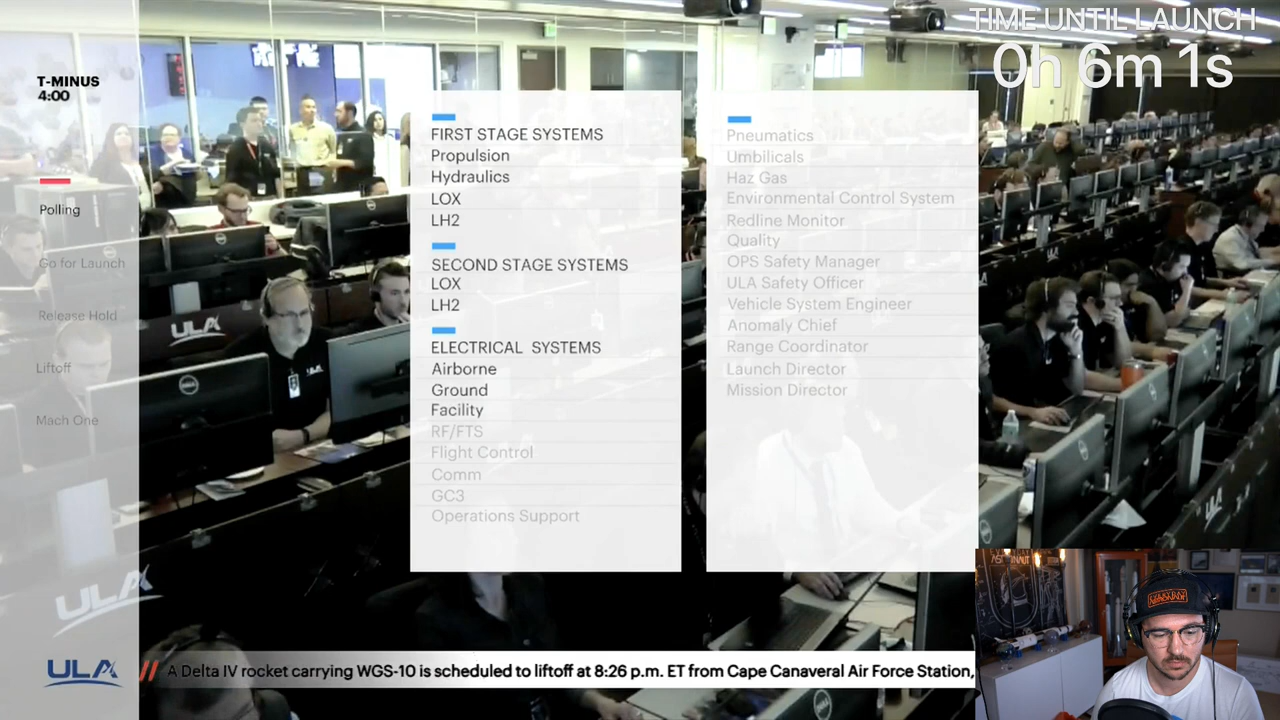 TIME UNTIL LAUNCH
0h 6m 1s
T-MINUS
4:00
Polling
Go for Launch
Release Hold
Liftoff
Mach One
FIRST STAGE SYSTEMS
Propulsion
Hydraulics
LOX
LH2
SECOND STAGE SYSTEMS
LOX
LH2
ELECTRICAL SYSTEMS
Airborne
Ground
Facility
RF/FTS
Flight Control
Comm
GC3
Operations Support
Pneumatics
Umbilicals
Haz Gas
Environmental Control System
Redline Monitor
Quality
OPS Safety Manager
ULA Safety Officer
Vehicle System Engineer
Anomaly Chief
Range Coordinator
Launch Director
Mission Director
ULA
ULA
ULA
ULA
// A Delta IV rocket carrying WGS-10 is scheduled to liftoff at 8:26 p.m. ET from Cape Canaveral Air Force Station,